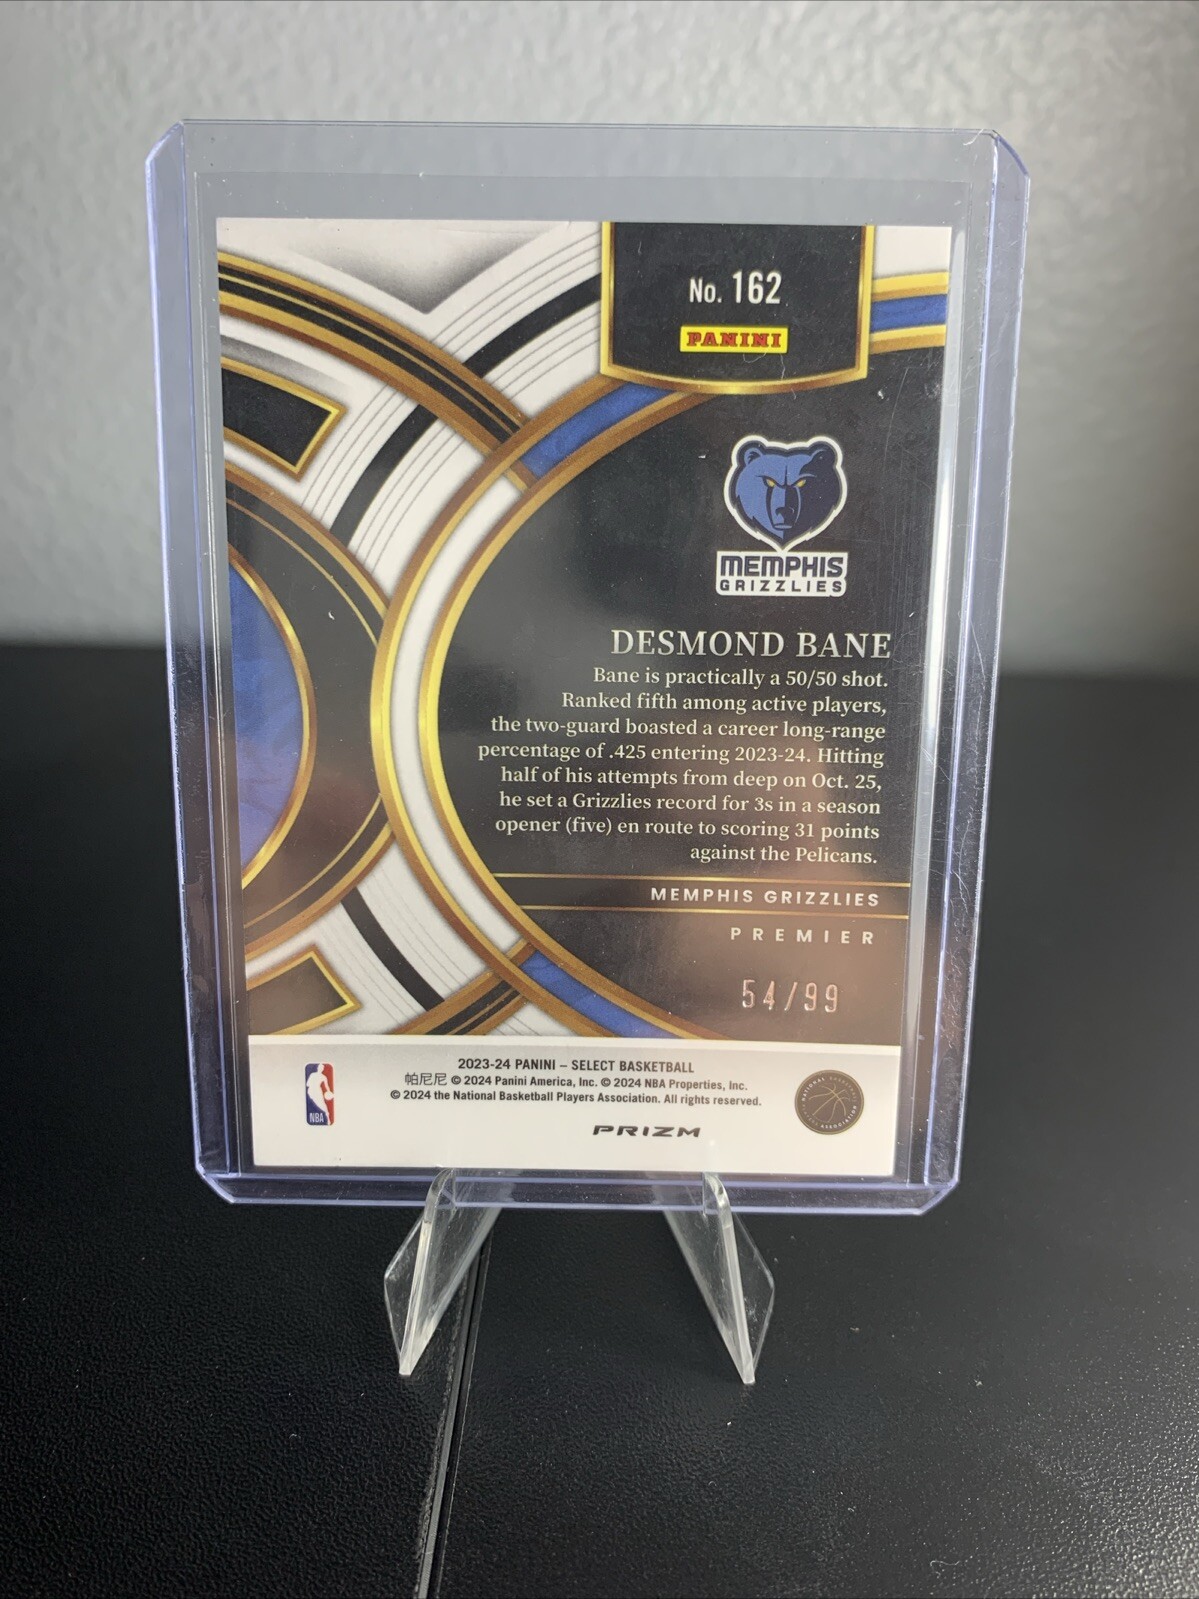 No. 162
PANINI
MEMPHIS
GRIZZLIES
DESMOND BANE
Bane is practically a 50/50 shot.
Ranked fifth among active players,
the two-guard boasted a career long-range
percentage of .425 entering 2023-24. Hitting
half of his attempts from deep on Oct. 25,
he set a Grizzlies record for 3s in a season
opener (five) en route to scoring 31 points
against the Pelicans.
MEMPHIS GRIZZLIES
PREMIER
54/99
2023-24 PANINI – SELECT BASKETBALL
帕尼尼 © 2024 Panini America, Inc. © 2024 NBA Properties, Inc.
© 2024 the National Basketball Players Association. All rights reserved.
NBA
PRIZM
NATIONAL BASKETBALL
PLAYERS ASSOCIATION